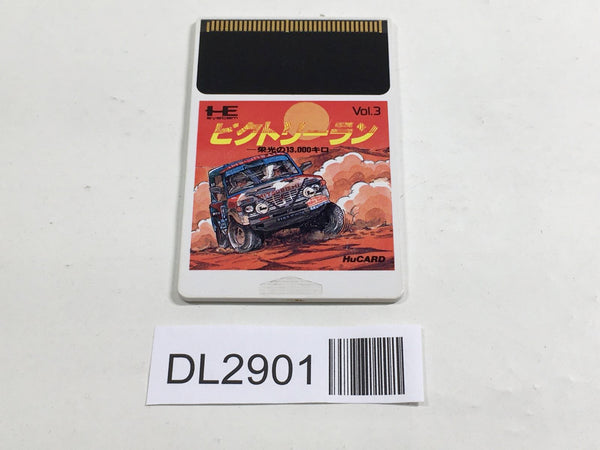 HE
SYSTEM
Vol.3
ビクトリーラン
栄光の13,000キロ
HuCARD
DL2901